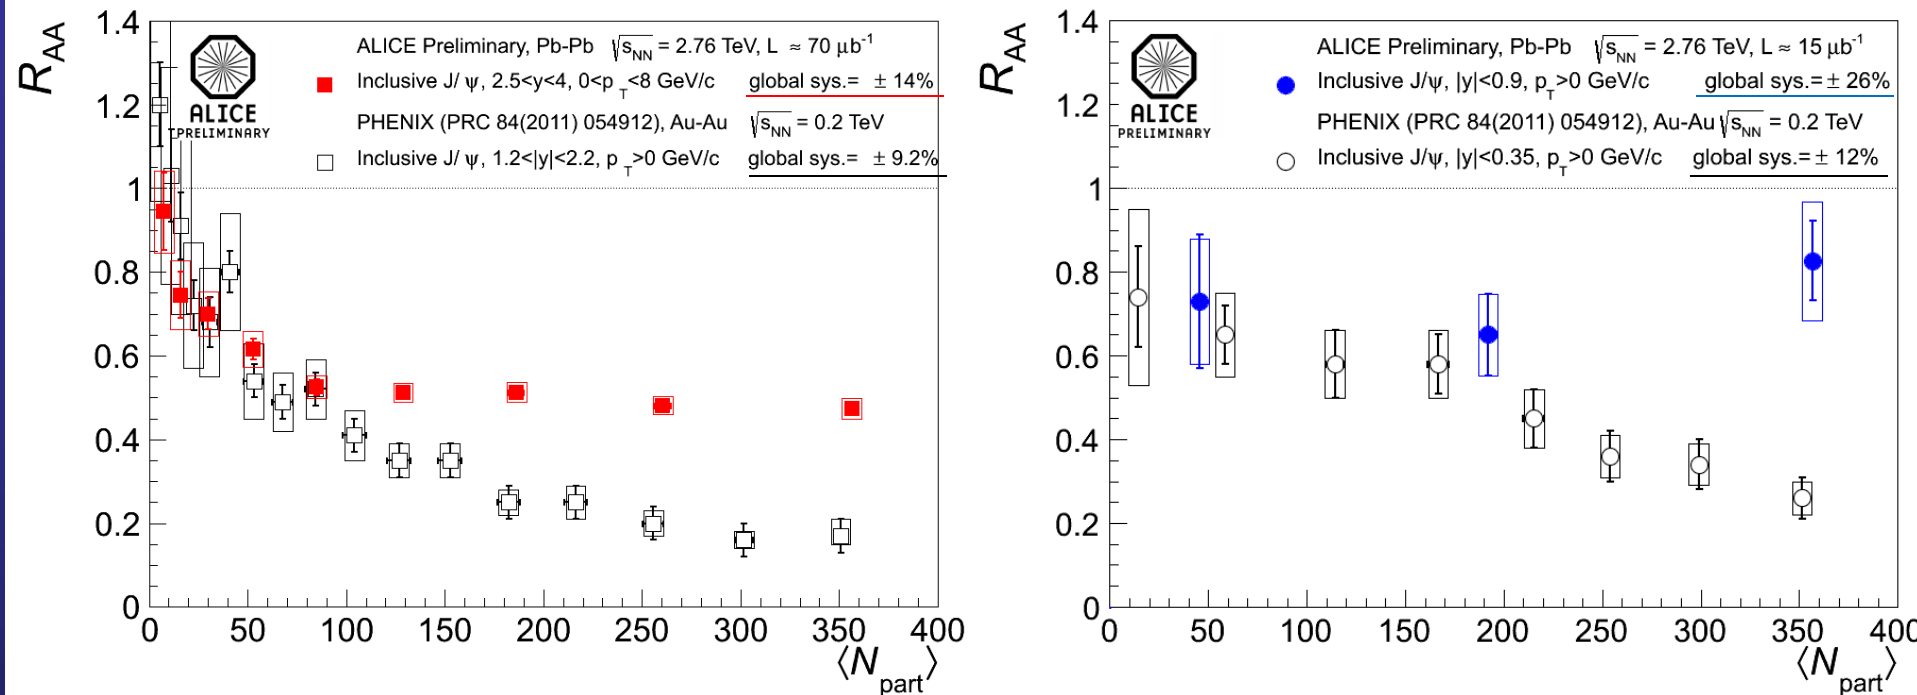 1.4
1.2
1
0.8
0.6
0.4
0.2
0
R_AA
ALICE
PRELIMINARY
ALICE Preliminary, Pb-Pb √s_NN = 2.76 TeV, L ≈ 70 μb⁻¹
Inclusive J/ψ, 2.5<y<4, 0<p_T<8 GeV/c global sys.= ± 14%
PHENIX (PRC 84(2011) 054912), Au-Au √s_NN = 0.2 TeV
Inclusive J/ψ, 1.2<|y|<2.2, p_T>0 GeV/c global sys.= ± 9.2%
0 50 100 150 200 250 300 350 400
⟨N_part⟩
1.4
1.2
1
0.8
0.6
0.4
0.2
0
R_AA
ALICE
PRELIMINARY
ALICE Preliminary, Pb-Pb √s_NN = 2.76 TeV, L ≈ 15 μb⁻¹
Inclusive J/ψ, |y|<0.9, p_T>0 GeV/c global sys.= ± 26%
PHENIX (PRC 84(2011) 054912), Au-Au √s_NN = 0.2 TeV
Inclusive J/ψ, |y|<0.35, p_T>0 GeV/c global sys.= ± 12%
0 50 100 150 200 250 300 350 400
⟨N_part⟩